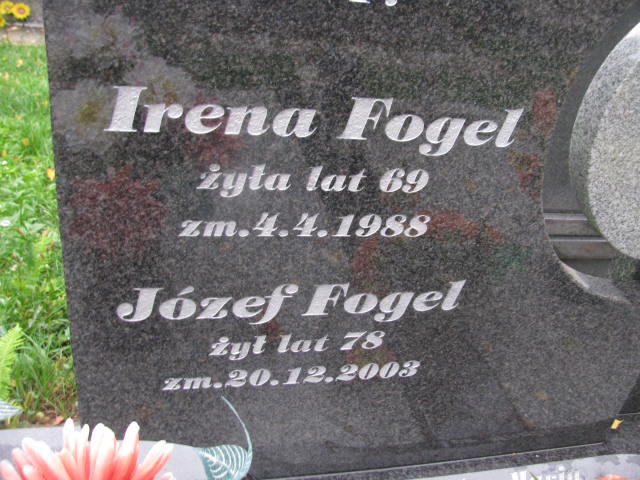 Irena Fogel
żyła lat 69
zm.4.4.1988
Józef Fogel
żył lat 78
zm.20.12.2003